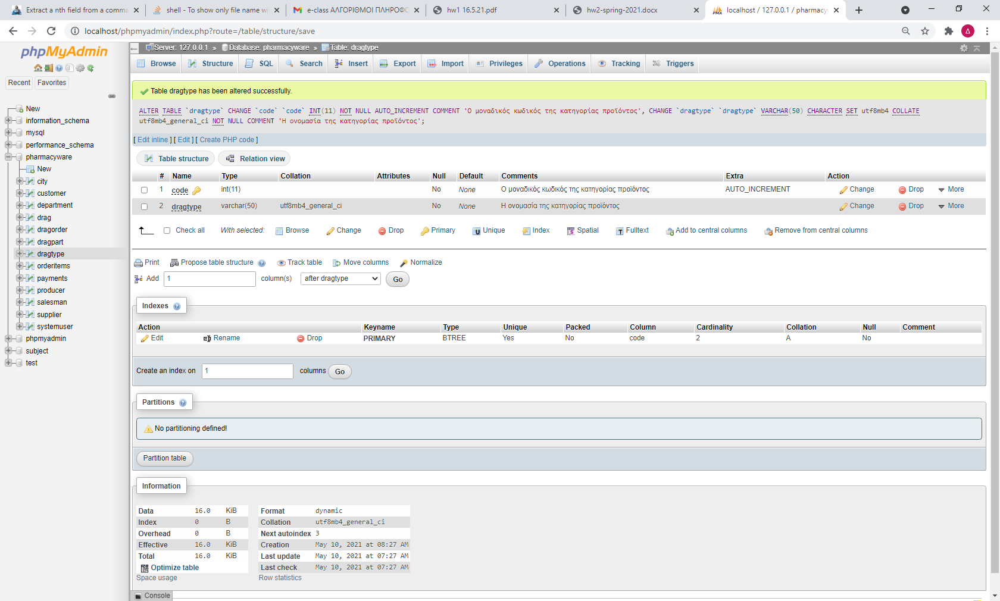 Extract a nth field from a comma
shell - To show only file name wi
e-class ΑΛΓΟΡΙΘΜΟΙ ΠΛΗΡΟΦΟ
hw1 16.5.21.pdf
hw2-spring-2021.docx
localhost / 127.0.0.1 / pharmacy
localhost/phpmyadmin/index.php?route=/table/structure/save
Δ
phpMyAdmin
Recent Favorites
New
information_schema
mysql
performance_schema
pharmacyware
New
city
customer
department
drag
dragorder
dragpart
dragtype
orderitems
payments
producer
salesman
supplier
systemuser
phpmyadmin
subject
test
Server: 127.0.0.1 » Database: pharmacyware » Table: dragtype
Browse Structure SQL Search Insert Export Import Privileges Operations Tracking Triggers
Table dragtype has been altered successfully.
ALTER TABLE `dragtype` CHANGE `code` `code` INT(11) NOT NULL AUTO_INCREMENT COMMENT 'Ο μοναδικός κωδικός της κατηγορίας προϊόντος', CHANGE `dragtype` `dragtype` VARCHAR(50) CHARACTER SET utf8mb4 COLLATE
utf8mb4_general_ci NOT NULL COMMENT 'Η ονομασία της κατηγορίας προϊόντος';
[ Edit inline ] [ Edit ] [ Create PHP code ]
Table structure Relation view
# Name Type Collation Attributes Null Default Comments Extra Action
1 code int(11) No None Ο μοναδικός κωδικός της κατηγορίας προϊόντος AUTO_INCREMENT Change Drop More
2 dragtype varchar(50) utf8mb4_general_ci No None Η ονομασία της κατηγορίας προϊόντος Change Drop More
Check all With selected: Browse Change Drop Primary Unique Index Spatial Fulltext Add to central columns Remove from central columns
Print Propose table structure Track table Move columns Normalize
Add 1 column(s) after dragtype Go
Indexes
Action Keyname Type Unique Packed Column Cardinality Collation Null Comment
Edit Rename Drop PRIMARY BTREE Yes No code 2 A No
Create an index on 1 columns Go
Partitions
No partitioning defined!
Partition table
Information
Data 16.0 KiB
Index 0 B
Overhead 0 B
Effective 16.0 KiB
Total 16.0 KiB
Optimize table
Space usage
Format dynamic
Collation utf8mb4_general_ci
Next autoindex 3
Creation May 10, 2021 at 08:27 AM
Last update May 10, 2021 at 07:27 AM
Last check May 10, 2021 at 07:27 AM
Row statistics
Console